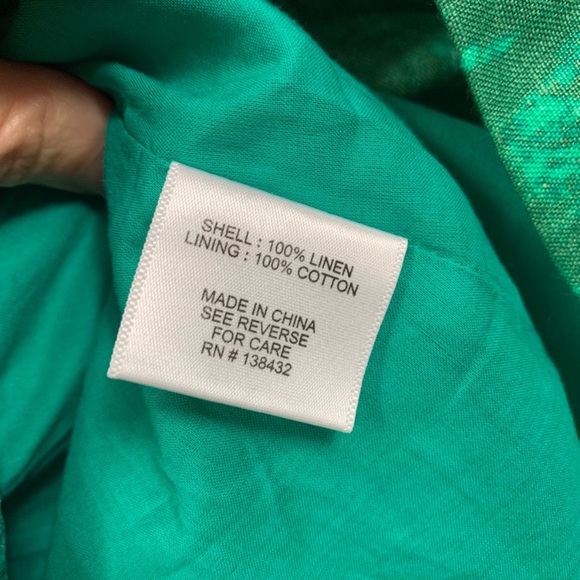 SHELL : 100% LINEN
LINING : 100% COTTON
MADE IN CHINA
SEE REVERSE
FOR CARE
RN # 138432